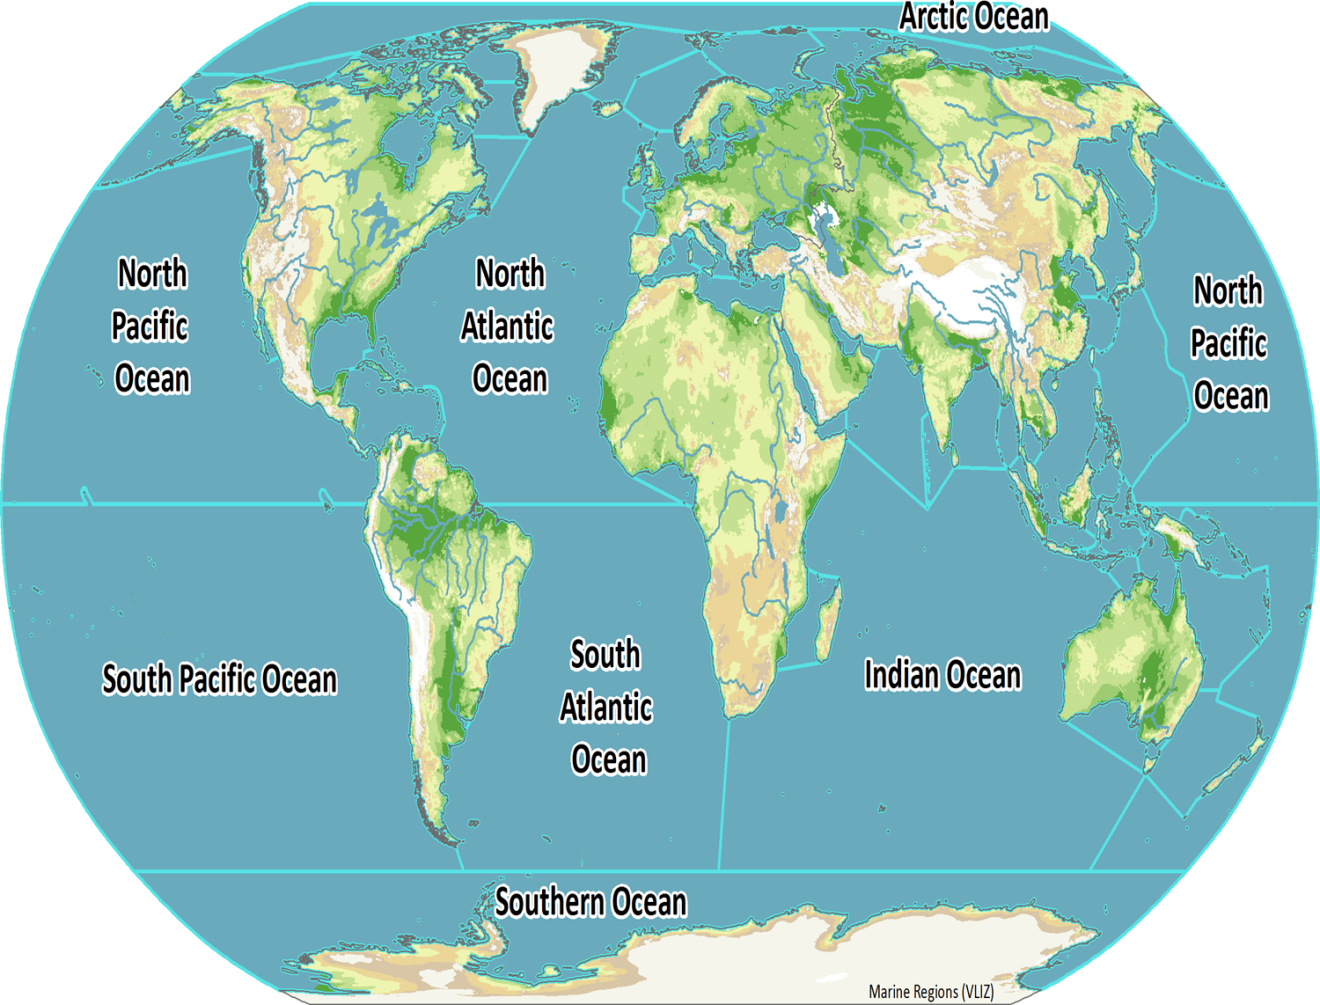 Arctic Ocean
North
Pacific
Ocean
North
Atlantic
Ocean
North
Pacific
Ocean
South Pacific Ocean
South
Atlantic
Ocean
Indian Ocean
Southern Ocean
Marine Regions (VLIZ)